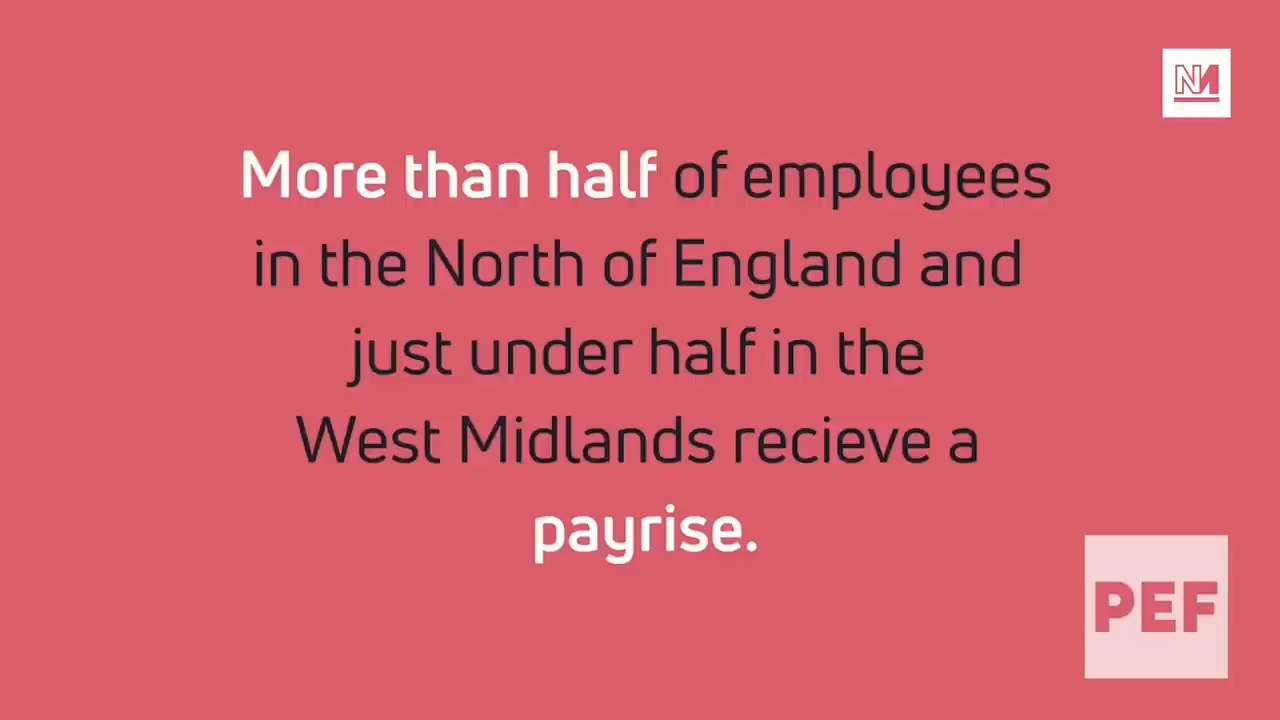 NM
More than half of employees
in the North of England and
just under half in the
West Midlands recieve a
payrise.
PEF